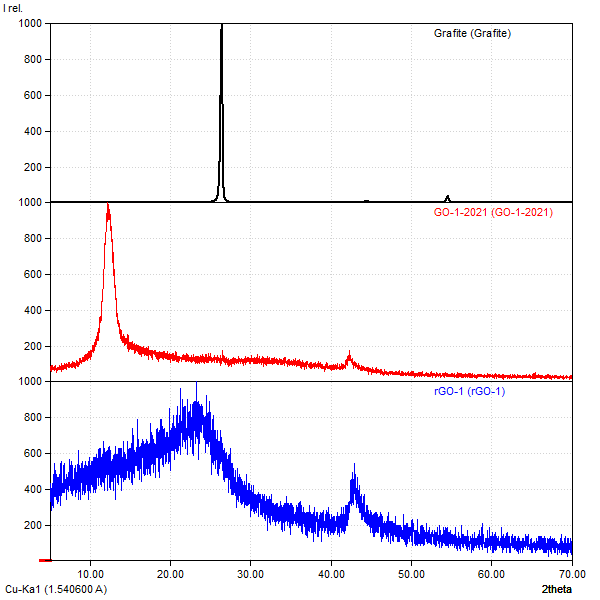 I rel.
1000
Grafite (Grafite)
800
600
400
200
1000
GO-1-2021 (GO-1-2021)
800
600
400
200
1000
rGO-1 (rGO-1)
800
600
400
200
10.00 20.00 30.00 40.00 50.00 60.00 70.00
Cu-Ka1 (1.540600 A) 2theta